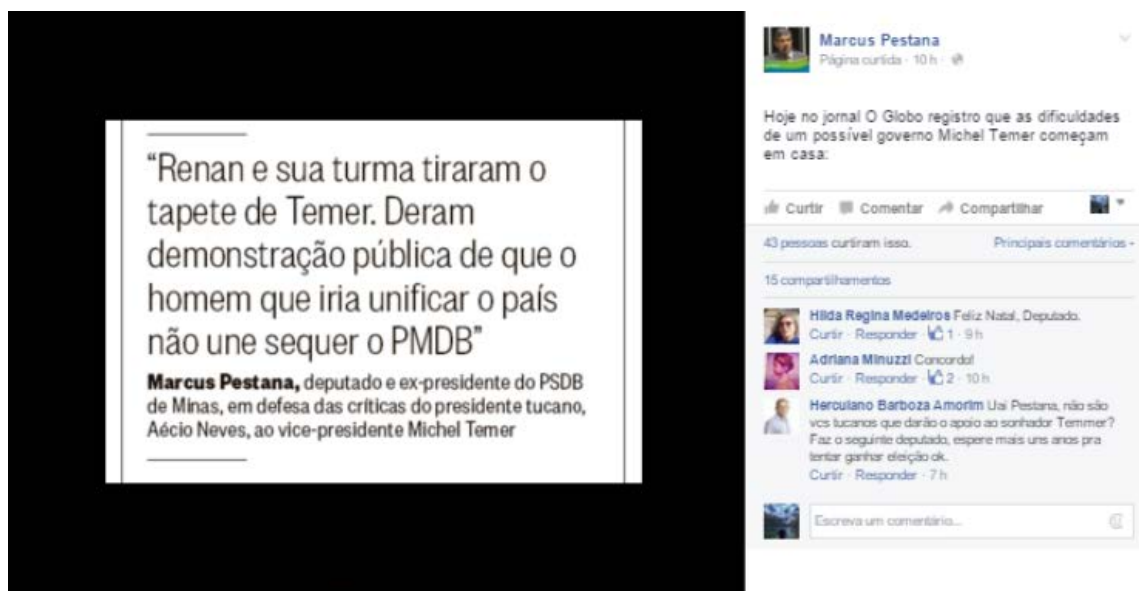 “Renan e sua turma tiraram o
tapete de Temer. Deram
demonstração pública de que o
homem que iria unificar o país
não une sequer o PMDB”
Marcus Pestana, deputado e ex-presidente do PSDB
de Minas, em defesa das críticas do presidente tucano,
Aécio Neves, ao vice-presidente Michel Temer
Marcus Pestana
Página curtida · 10 h ·
Hoje no jornal O Globo registro que as dificuldades
de um possível governo Michel Temer começam
em casa:
Curtir Comentar Compartilhar
43 pessoas curtiram isso. Principais comentários
15 compartilhamentos
Hilda Regina Medeiros Feliz Natal, Deputado.
Curtir · Responder · 1 · 9 h
Adriana Minuzzi Concordo!
Curtir · Responder · 2 · 10 h
Herculano Barboza Amorim Uai Pestana, não são
vcs tucanos que darão o apoio ao sonhador Temmer?
Faz o seguinte deputado, espere mais uns anos pra
tentar ganhar eleição ok.
Curtir · Responder · 7 h
Escreva um comentário...